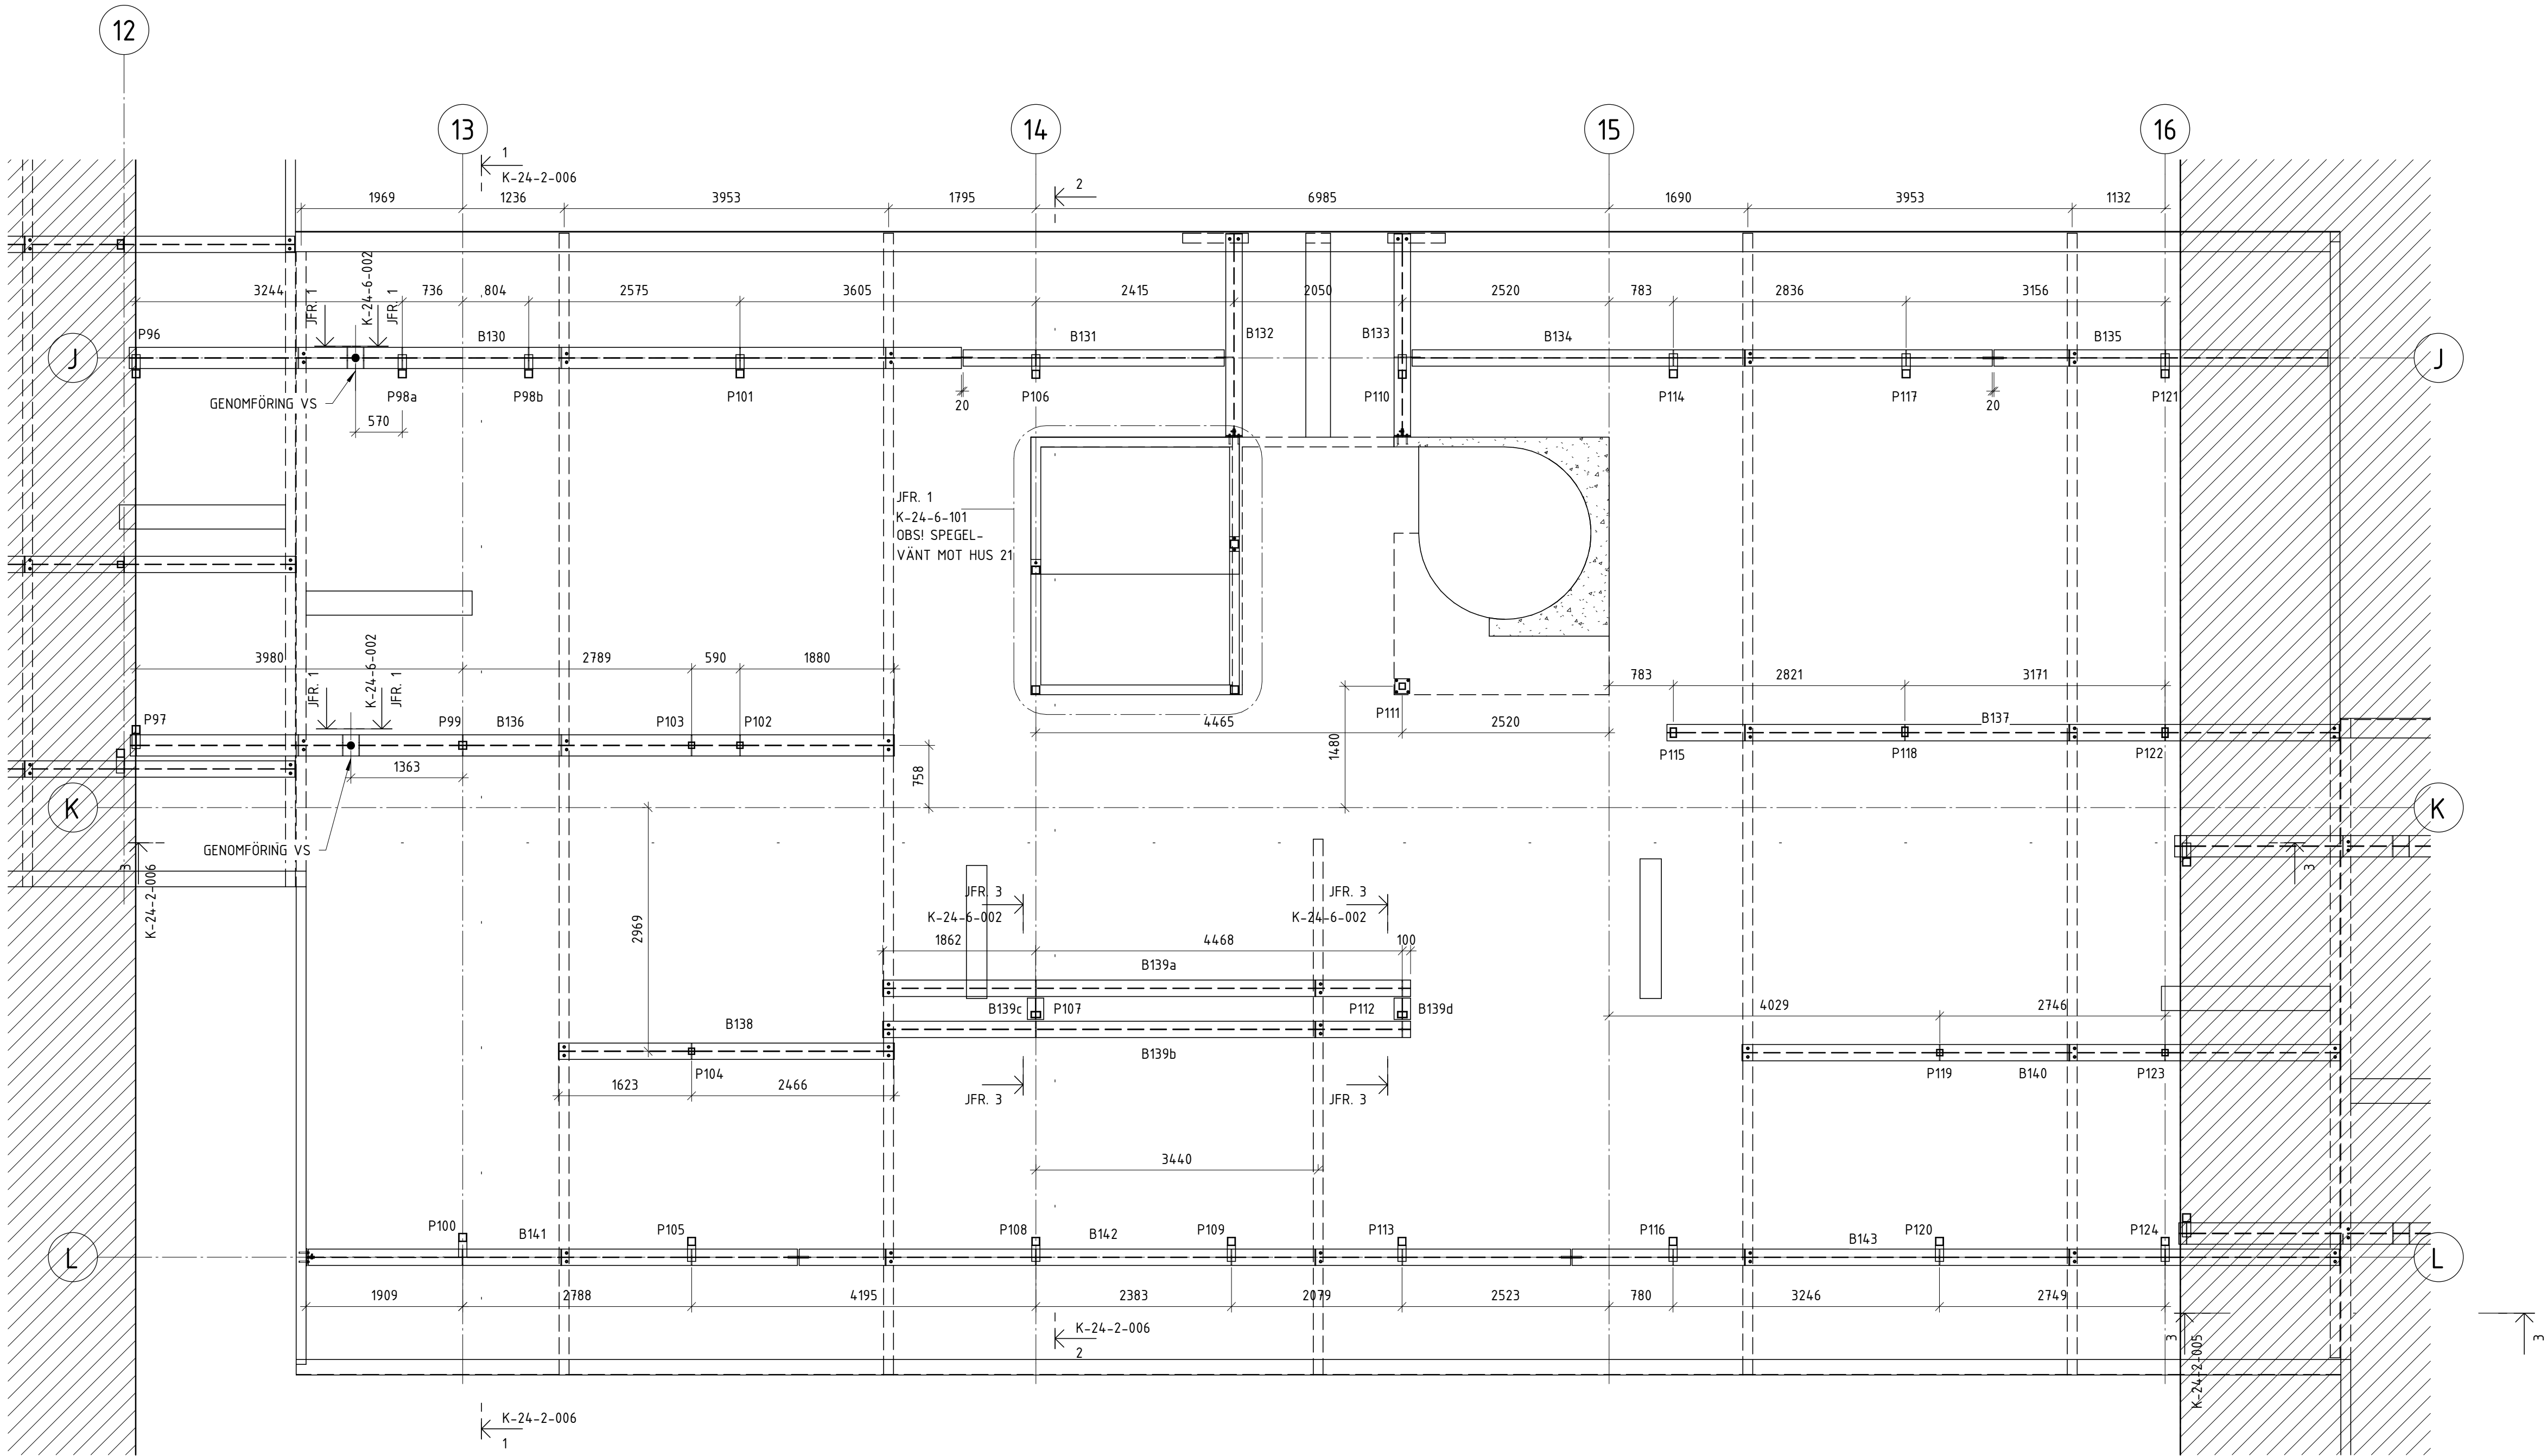 12
13
14
15
16
1
K-24-2-006
2
1969
1236
3953
1795
6985
1690
3953
1132
3244
736
804
2575
3605
2415
2050
2520
783
2836
3156
JFR. 1
K-24-6-002
JFR. 1
P96
B130
B131
B132
B133
B134
B135
J
J
GENOMFÖRING VS
P98a
P98b
P101
20
P106
P110
P114
P117
20
P121
570
JFR. 1
K-24-6-101
OBS! SPEGEL-
VÄNT MOT HUS 21
3980
2789
590
1880
783
2821
3171
JFR. 1
K-24-6-002
JFR. 1
P97
P99
B136
P103
P102
P111
4465
2520
B137
P115
P118
P122
1363
758
1480
K
K
GENOMFÖRING VS
3
K-24-2-006
3
2969
JFR. 3
K-24-6-002
JFR. 3
K-24-6-002
1862
4468
100
B139a
B139c
P107
P112
B139d
B138
B139b
4029
2746
P104
P119
B140
P123
1623
2466
JFR. 3
JFR. 3
3440
P100
B141
P105
P108
B142
P109
P113
P116
P120
B143
P124
L
L
1909
2788
4195
2383
2079
2523
780
3246
2749
K-24-2-006
2
3
K-24-2-005
3
K-24-2-006
1